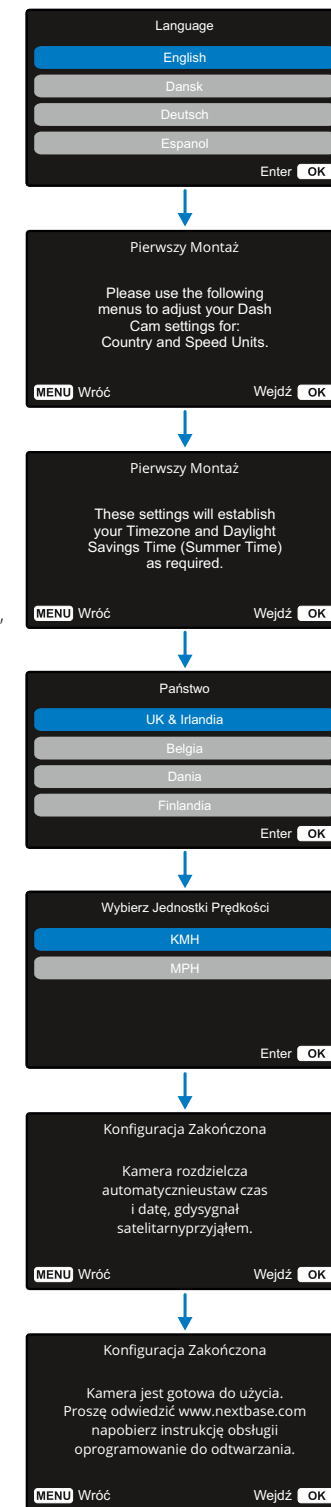 Language
English
Dansk
Deutsch
Espanol
Enter OK
Pierwszy Montaż
Please use the following
menus to adjust your Dash
Cam settings for:
Country and Speed Units.
MENU Wróć Wejdź OK
Pierwszy Montaż
These settings will establish
your Timezone and Daylight
Savings Time (Summer Time)
as required.
,
MENU Wróć Wejdź OK
Państwo
UK & Irlandia
Belgia
Dania
Finlandia
Enter OK
Wybierz Jednostki Prędkości
KMH
MPH
Enter OK
Konfiguracja Zakończona
Kamera rozdzielcza
automatycznieustaw czas
i datę, gdysygnał
satelitarnyprzyjąłem.
MENU Wróć Wejdź OK
Konfiguracja Zakończona
Kamera jest gotowa do użycia.
Proszę odwiedzić www.nextbase.com
napobierz instrukcję obsługii
oprogramowanie do odtwarzania.
MENU Wróć Wejdź OK